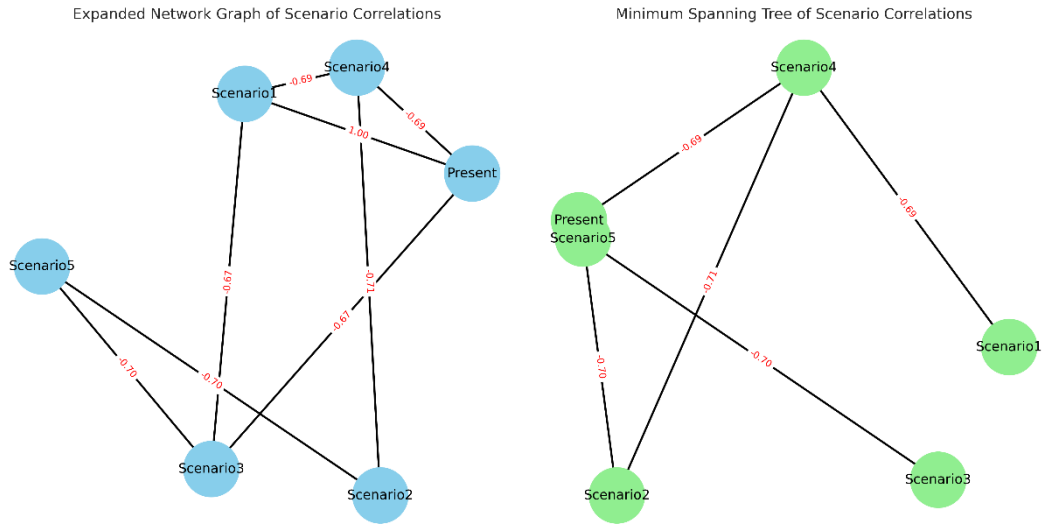 Expanded Network Graph of Scenario Correlations
Scenario4
Scenario1
-0.69
-0.69
1.00
Present
Scenario5
-0.67
-0.71
-0.67
-0.70
-0.70
Scenario3
Scenario2
Minimum Spanning Tree of Scenario Correlations
Scenario4
-0.69
-0.69
Present
Scenario5
-0.71
Scenario1
-0.70
-0.70
Scenario3
Scenario2